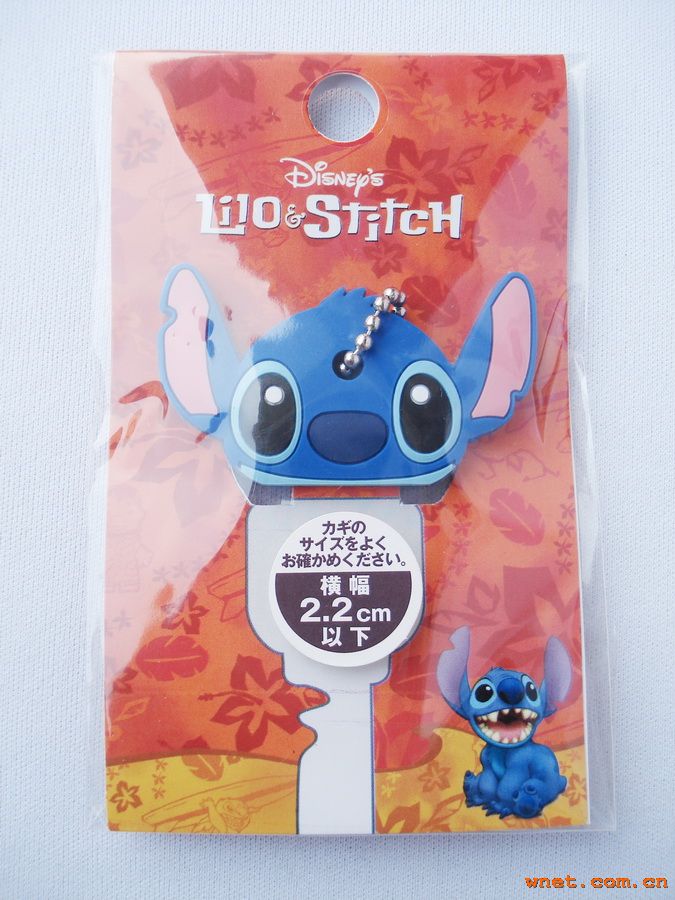 Disney's
Lilo & Stitch
カギの
サイズをよく
お確かめください。
横幅
2.2cm
以下
wnet.com.cn